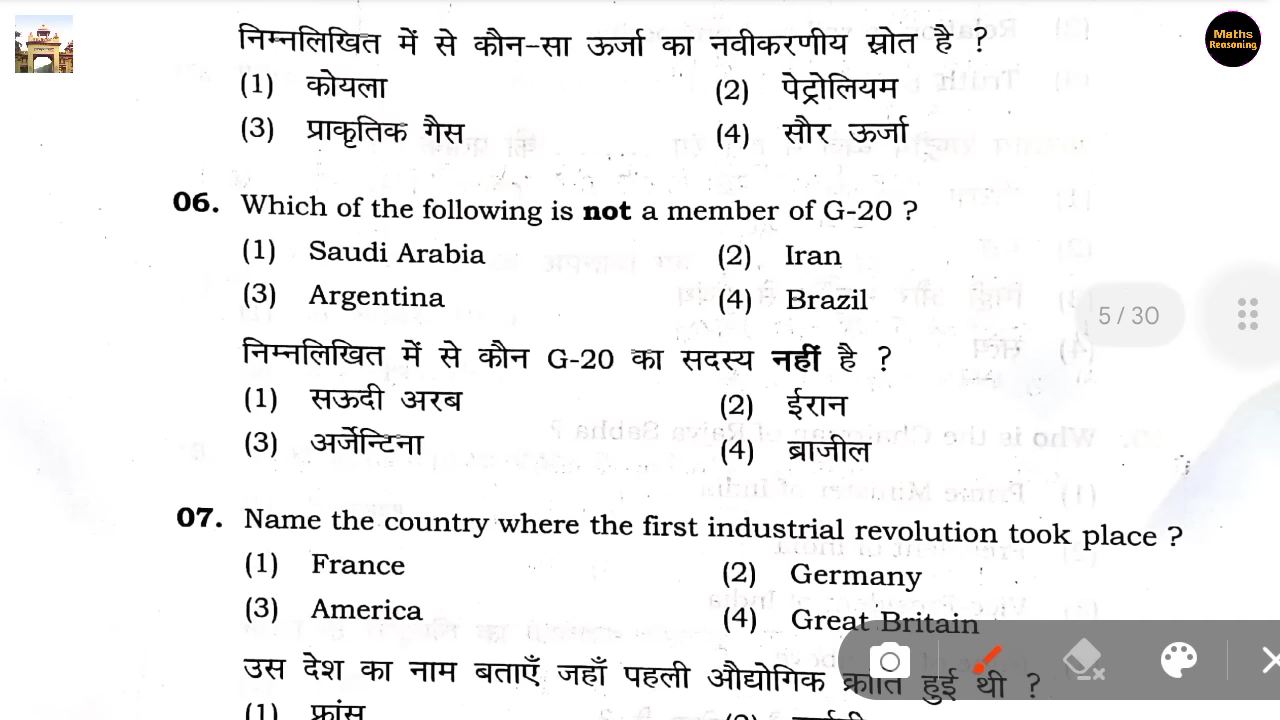 Maths
Reasoning
निम्नलिखित में से कौन-सा ऊर्जा का नवीकरणीय स्रोत है ?
(1) कोयला (2) पेट्रोलियम
(3) प्राकृतिक गैस (4) सौर ऊर्जा
06. Which of the following is not a member of G-20 ?
(1) Saudi Arabia (2) Iran
(3) Argentina (4) Brazil
5 / 30
निम्नलिखित में से कौन G-20 का सदस्य नहीं है ?
(1) सऊदी अरब (2) ईरान
(3) अर्जेन्टिना (4) ब्राजील
07. Name the country where the first industrial revolution took place ?
(1) France (2) Germany
(3) America (4) Great Britain
उस देश का नाम बताएँ जहाँ पहली औद्योगिक क्रांति हुई थी ?
(1) फ्रांस